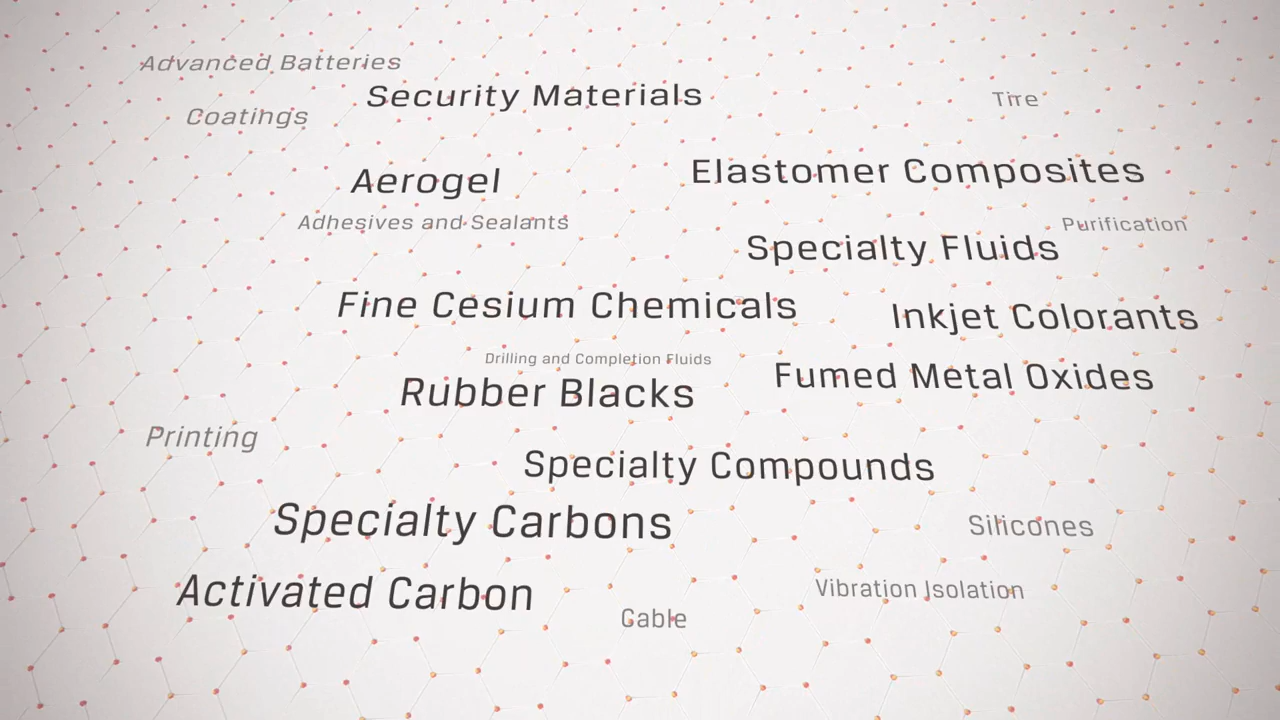 Advanced Batteries
Security Materials
Tire
Coatings
Aerogel
Elastomer Composites
Adhesives and Sealants
Purification
Specialty Fluids
Fine Cesium Chemicals
Inkjet Colorants
Drilling and Completion Fluids
Rubber Blacks
Fumed Metal Oxides
Printing
Specialty Compounds
Specialty Carbons
Silicones
Activated Carbon
Vibration Isolation
Cable